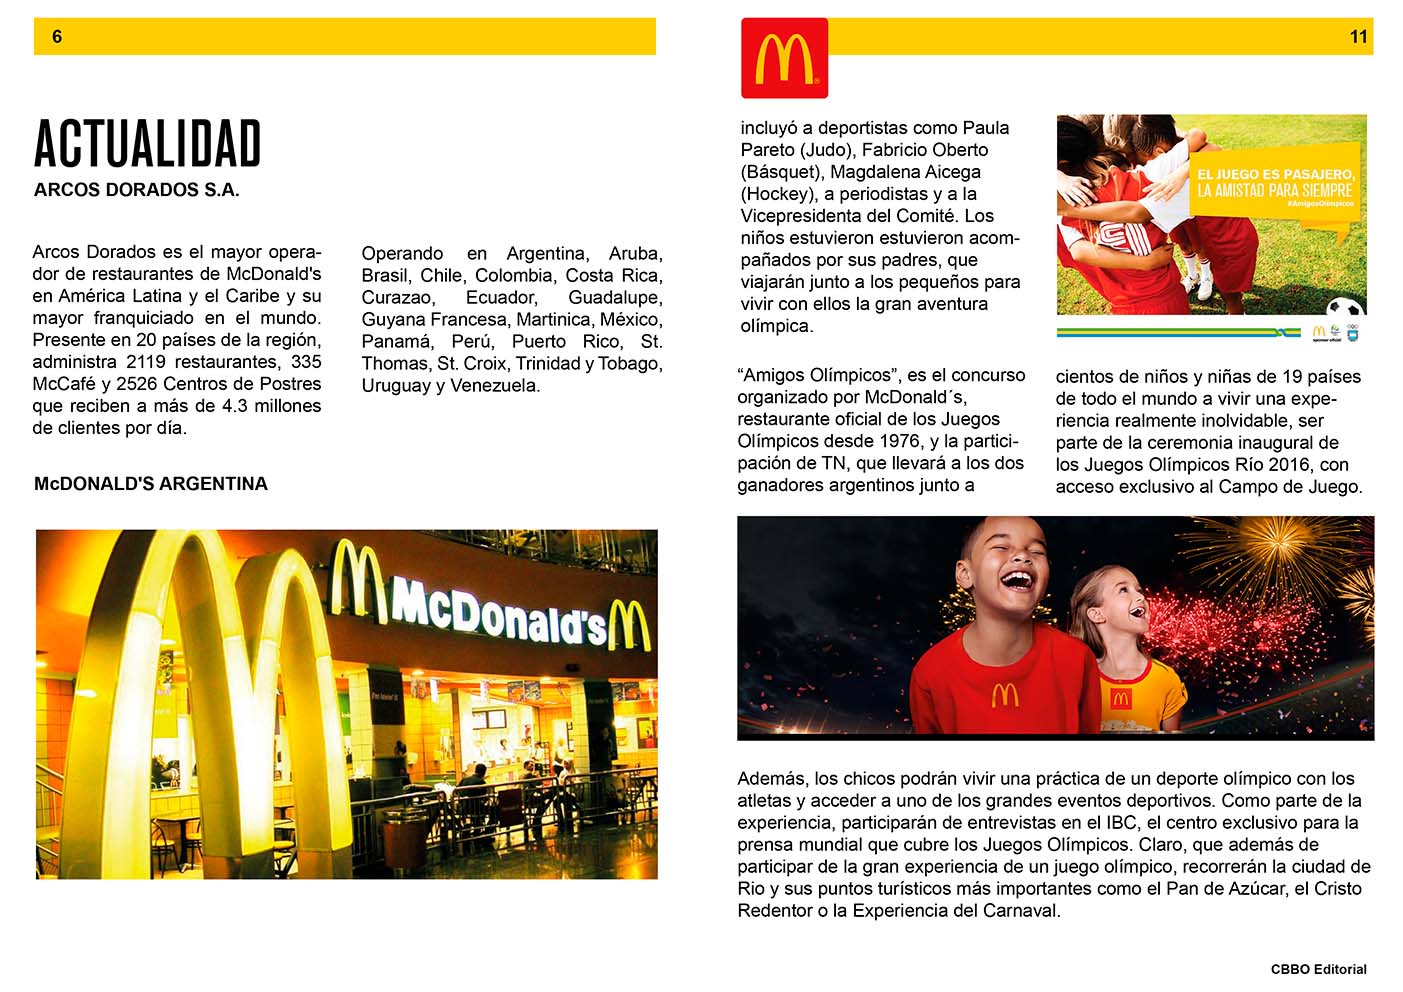 6
ACTUALIDAD
ARCOS DORADOS S.A.
Arcos Dorados es el mayor opera-
dor de restaurantes de McDonald's
en América Latina y el Caribe y su
mayor franquiciado en el mundo.
Presente en 20 países de la región,
administra 2119 restaurantes, 335
McCafé y 2526 Centros de Postres
que reciben a más de 4.3 millones
de clientes por día.
Operando en Argentina, Aruba,
Brasil, Chile, Colombia, Costa Rica,
Curazao, Ecuador, Guadalupe,
Guyana Francesa, Martinica, México,
Panamá, Perú, Puerto Rico, St.
Thomas, St. Croix, Trinidad y Tobago,
Uruguay y Venezuela.
McDONALD'S ARGENTINA
McDonald's
11
incluyó a deportistas como Paula
Pareto (Judo), Fabricio Oberto
(Básquet), Magdalena Aicega
(Hockey), a periodistas y a la
Vicepresidenta del Comité. Los
niños estuvieron estuvieron acom-
pañados por sus padres, que
viajarán junto a los pequeños para
vivir con ellos la gran aventura
olímpica.
EL JUEGO ES PASAJERO,
LA AMISTAD PARA SIEMPRE
#AmigosOlímpicos
sponsor oficial
“Amigos Olímpicos”, es el concurso
organizado por McDonald´s,
restaurante oficial de los Juegos
Olímpicos desde 1976, y la partici-
pación de TN, que llevará a los dos
ganadores argentinos junto a
cientos de niños y niñas de 19 países
de todo el mundo a vivir una expe-
riencia realmente inolvidable, ser
parte de la ceremonia inaugural de
los Juegos Olímpicos Río 2016, con
acceso exclusivo al Campo de Juego.
Además, los chicos podrán vivir una práctica de un deporte olímpico con los
atletas y acceder a uno de los grandes eventos deportivos. Como parte de la
experiencia, participarán de entrevistas en el IBC, el centro exclusivo para la
prensa mundial que cubre los Juegos Olímpicos. Claro, que además de
participar de la gran experiencia de un juego olímpico, recorrerán la ciudad de
Rio y sus puntos turísticos más importantes como el Pan de Azúcar, el Cristo
Redentor o la Experiencia del Carnaval.
CBBO Editorial